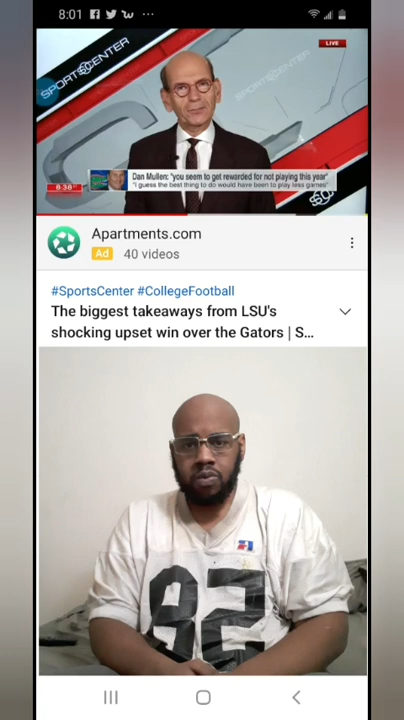 8:01
SPORTSCENTER
SPORTSCENTER
LIVE
8:38
Dan Mullen: "you seem to get rewarded for not playing this year"
"I guess the best thing to do would have been to play less games"
SC
Apartments.com
Ad 40 videos
#SportsCenter #CollegeFootball
The biggest takeaways from LSU's
shocking upset win over the Gators | S...
92